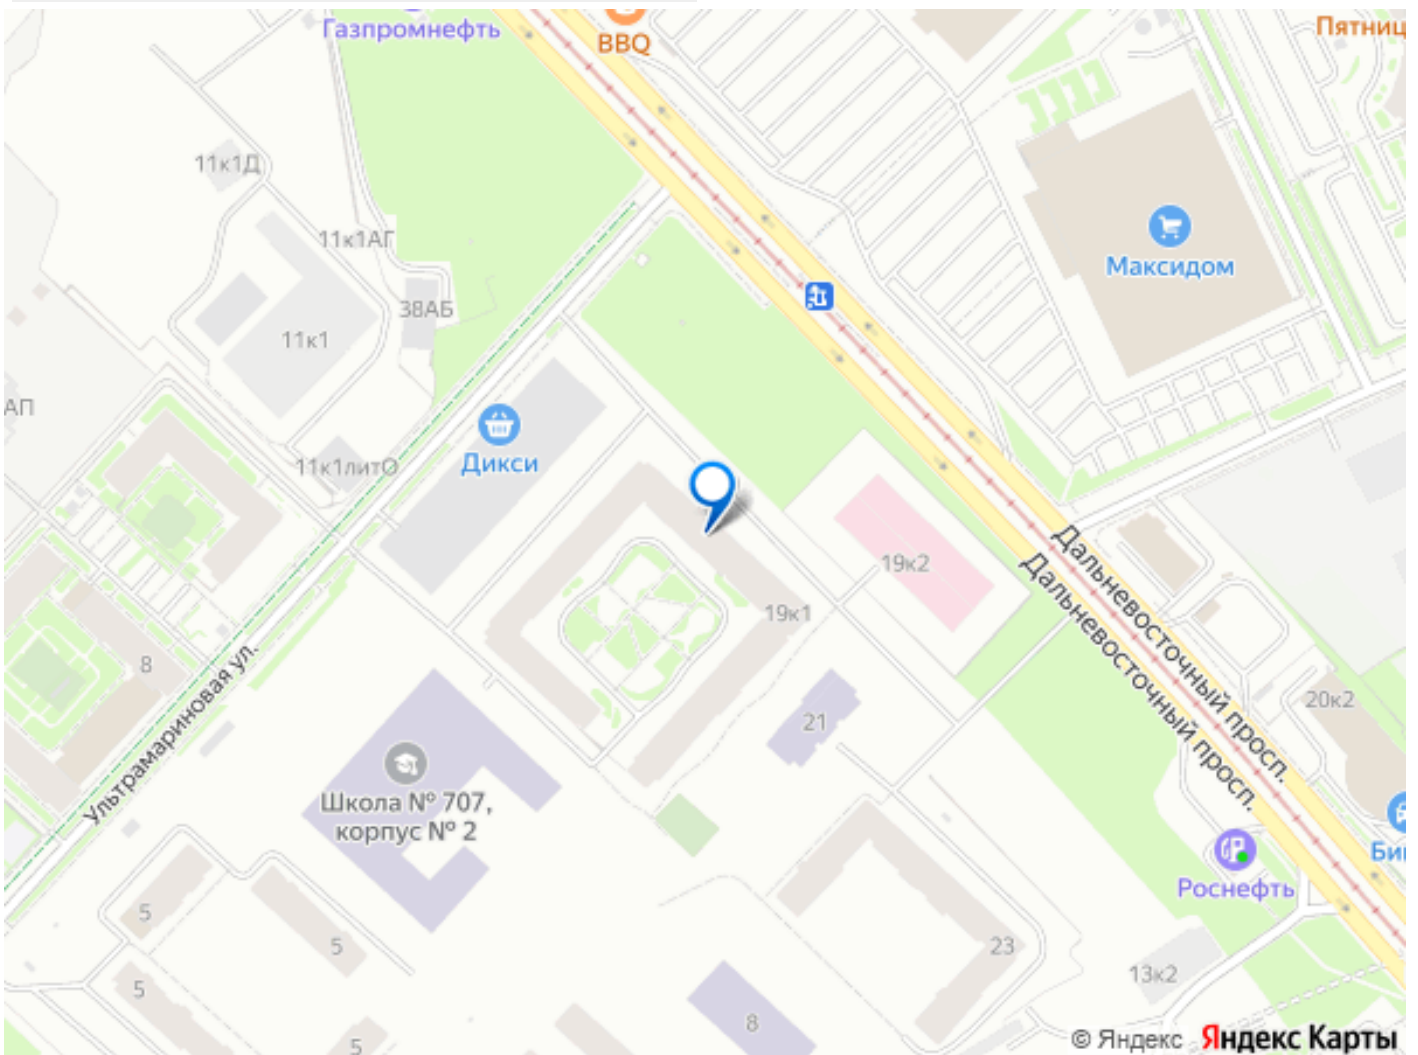 Газпромнефть
BBQ
Пятниц
11к1Д
11к1АГ
Максидом
38АБ
11к1
АП
11к1литО
Дикси
19к2
19к1
Дальневосточный просп.
Дальневосточный просп.
8
Ультрамариновая ул.
20к2
21
Школа № 707,
корпус № 2
Би
Роснефть
5
5
23
13к2
5
8
5
© Яндекс Яндекс Карты